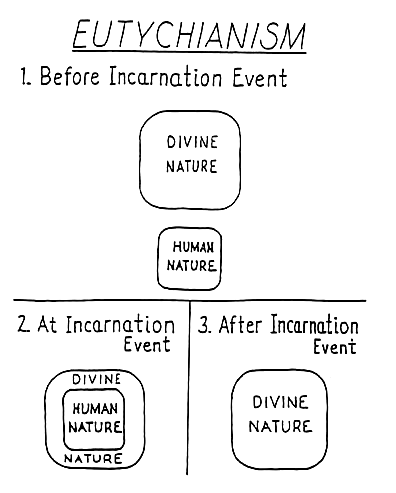 EUTYCHIANISM
1. Before Incarnation Event
DIVINE
NATURE
HUMAN
NATURE
2. At Incarnation
Event
DIVINE
HUMAN
NATURE
NATURE
3. After Incarnation
Event
DIVINE
NATURE